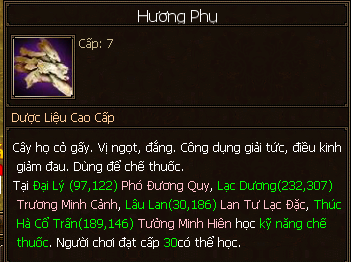 Hương Phụ
Cấp: 7
Dược Liệu Cao Cấp
Cây họ cỏ gấy. Vị ngọt, đắng. Công dụng giải tức, điều kinh
giảm đau. Dùng để chế thuốc.
Tại Đại Lý (97,122) Phó Đương Quy, Lạc Dương(232,307)
Trương Minh Cảnh, Lâu Lan(30,186) Lan Tư Lạc Đặc, Thúc
Hà Cổ Trấn(189,146) Tưởng Minh Hiên học kỹ năng chế
thuốc. Người chơi đạt cấp 30có thể học.